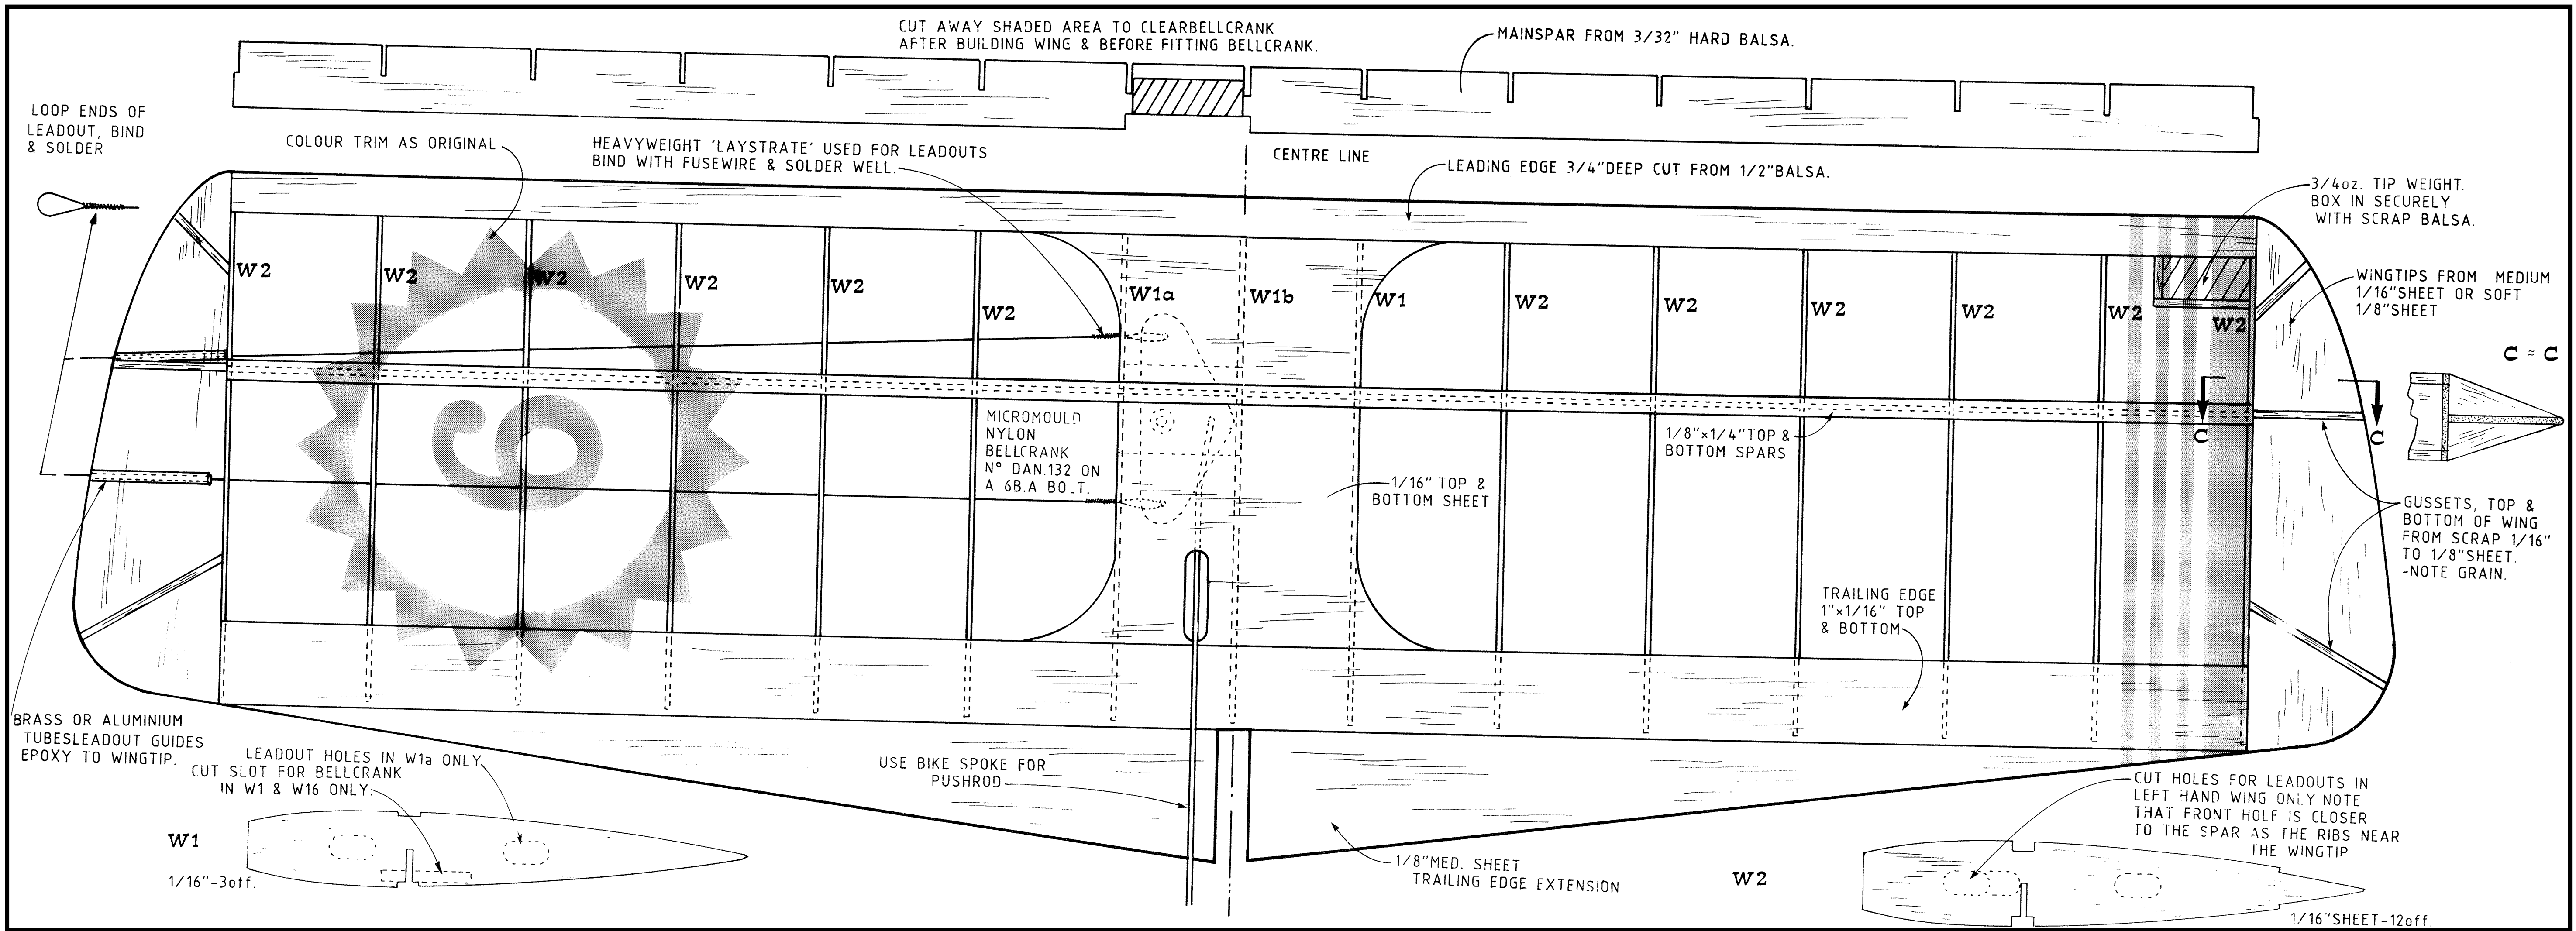 CUT AWAY SHADED AREA TO CLEARBELLCRANK
AFTER BUILDING WING & BEFORE FITTING BELLCRANK.
MAINSPAR FROM 3/32" HARD BALSA.
LOOP ENDS OF
LEADOUT, BIND
& SOLDER
COLOUR TRIM AS ORIGINAL
HEAVYWEIGHT 'LAYSTRATE' USED FOR LEADOUTS
BIND WITH FUSEWIRE & SOLDER WELL.
CENTRE LINE
LEADING EDGE 3/4"DEEP CUT FROM 1/2"BALSA.
3/4oz. TIP WEIGHT.
BOX IN SECURELY
WITH SCRAP BALSA.
WINGTIPS FROM MEDIUM
1/16"SHEET OR SOFT
1/8"SHEET
W2
W2
W2
W2
W2
W2
W1a
W1b
W1
W2
W2
W2
W2
W2
W2
C = C
C
C
6
MICROMOULD
NYLON
BELLCRANK
N° DAN.132 ON
A 6B.A BO_T.
1/8"×1/4"TOP &
BOTTOM SPARS
1/16" TOP &
BOTTOM SHEET
GUSSETS, TOP &
BOTTOM OF WING
FROM SCRAP 1/16"
TO 1/8"SHEET.
-NOTE GRAIN.
TRAILING EDGE
1"×1/16" TOP
& BOTTOM
BRASS OR ALUMINIUM
TUBESLEADOUT GUIDES
EPOXY TO WINGTIP.
LEADOUT HOLES IN W1a ONLY
CUT SLOT FOR BELLCRANK
IN W1 & W16 ONLY.
USE BIKE SPOKE FOR
PUSHROD
W1
1/16"-3off.
1/8"MED. SHEET
TRAILING EDGE EXTENSION
W2
CUT HOLES FOR LEADOUTS IN
LEFT HAND WING ONLY NOTE
THAT FRONT HOLE IS CLOSER
TO THE SPAR AS THE RIBS NEAR
THE WINGTIP
1/16"SHEET-12off.